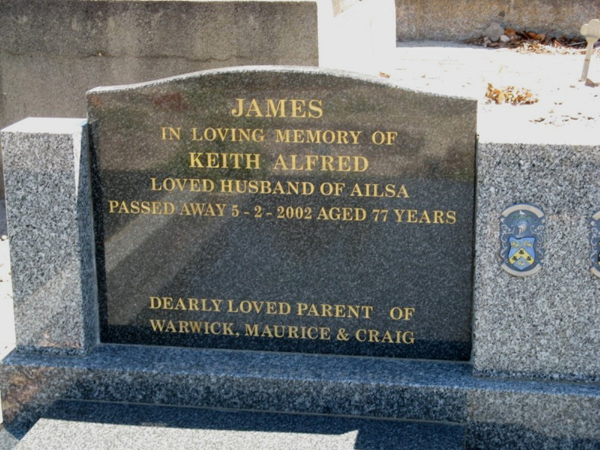 JAMES
IN LOVING MEMORY OF
KEITH ALFRED
LOVED HUSBAND OF AILSA
PASSED AWAY 5 - 2 - 2002 AGED 77 YEARS
DEARLY LOVED PARENT OF
WARWICK, MAURICE & CRAIG